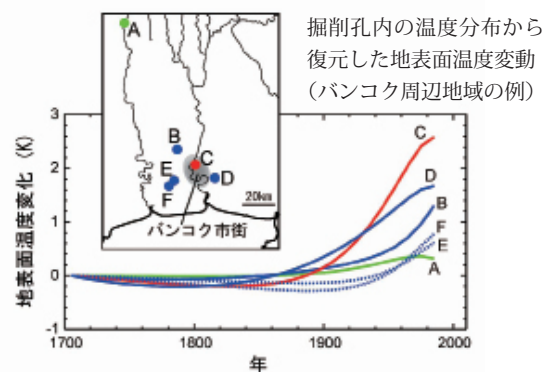 掘削孔内の温度分布から
復元した地表面温度変動
（バンコク周辺地域の例）
A
B
C
E
D
F
20km
バンコク市街
地表面温度変化（K）
3
2
1
0
-1
C
D
B
F
E
A
1700
1800
1900
2000
年